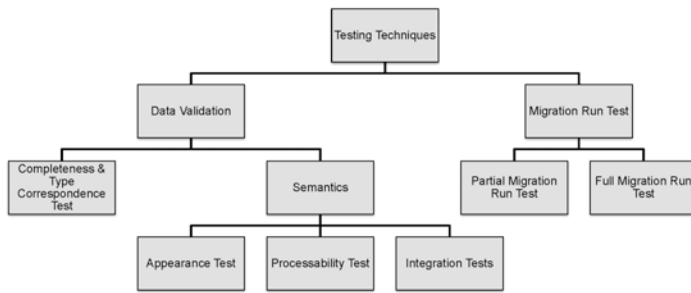 Testing Techniques
Data Validation
Migration Run Test
Completeness &
Type
Correspondence
Test
Semantics
Partial Migration
Run Test
Full Migration Run
Test
Appearance Test
Processability Test
Integration Tests